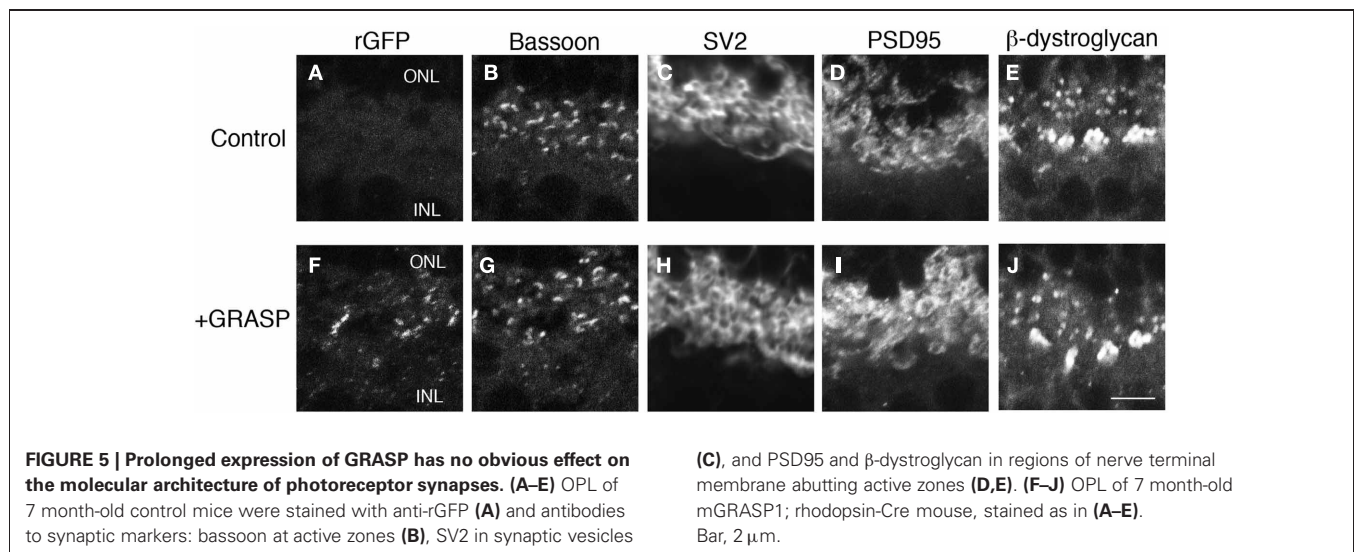 rGFP Bassoon SV2 PSD95 β-dystroglycan
A ONL B C D E
Control
INL
F ONL G H I J
+GRASP
INL
FIGURE 5 | Prolonged expression of GRASP has no obvious effect on
the molecular architecture of photoreceptor synapses. (A–E) OPL of
7 month-old control mice were stained with anti-rGFP (A) and antibodies
to synaptic markers: bassoon at active zones (B), SV2 in synaptic vesicles
(C), and PSD95 and β-dystroglycan in regions of nerve terminal
membrane abutting active zones (D,E). (F–J) OPL of 7 month-old
mGRASP1; rhodopsin-Cre mouse, stained as in (A–E).
Bar, 2 μm.